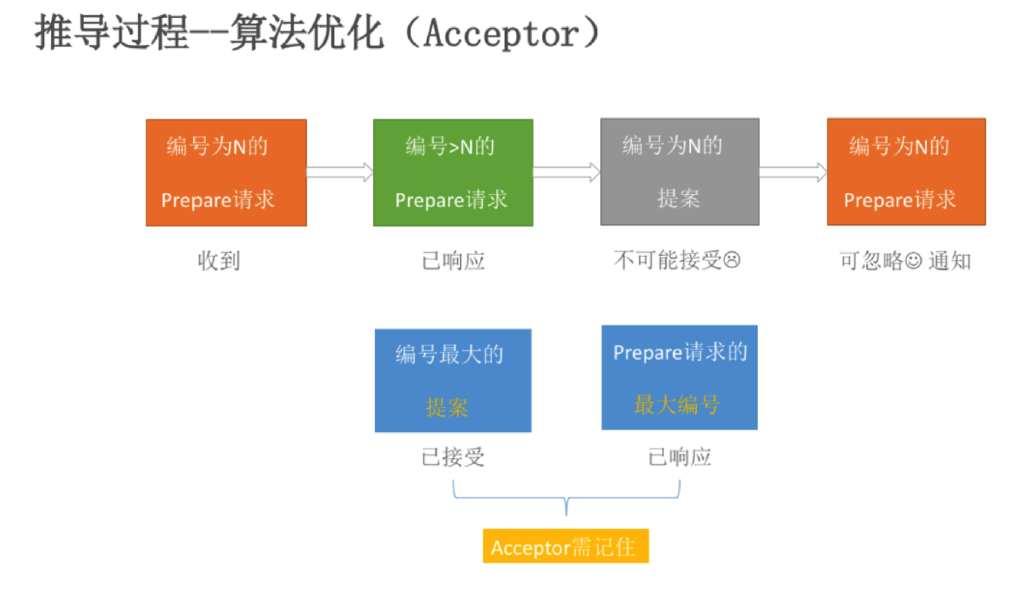 推导过程--算法优化（Acceptor）
编号为N的
Prepare请求
编号>N的
Prepare请求
编号为N的
提案
编号为N的
Prepare请求
收到
已响应
不可能接受☹
可忽略☺ 通知
编号最大的
提案
Prepare请求的
最大编号
已接受
已响应
Acceptor需记住